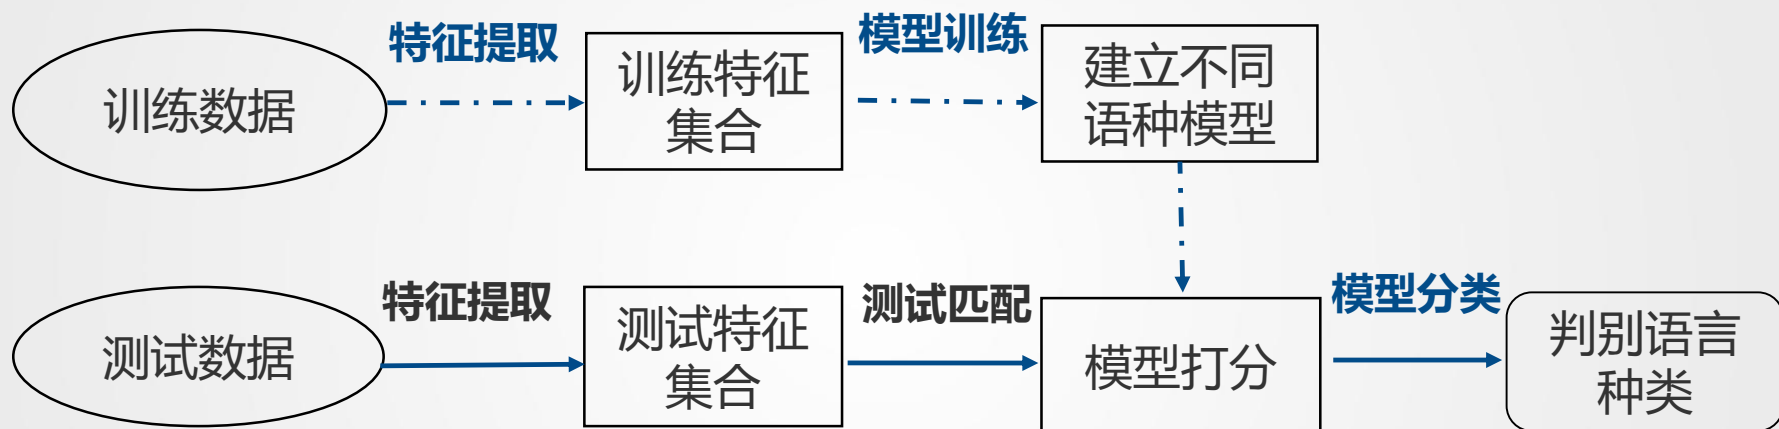 特征提取
模型训练
训练数据
训练特征
集合
建立不同
语种模型
特征提取
测试匹配
模型分类
测试数据
测试特征
集合
模型打分
判别语言
种类